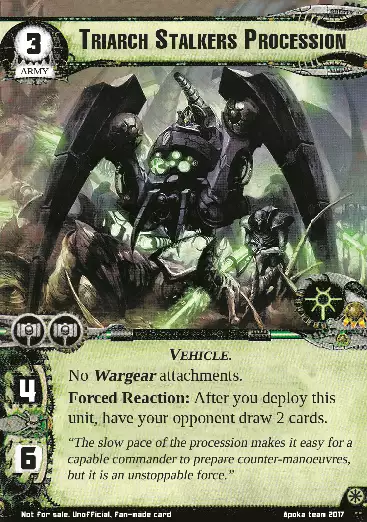 3
ARMY
TRIARCH STALKERS PROCESSION
VEHICLE.
No Wargear attachments.
4
Forced Reaction: After you deploy this
unit, have your opponent draw 2 cards.
6
"The slow pace of the procession makes it easy for a
capable commander to prepare counter-manoeuvres,
but it is an unstoppable force."
Not for sale. Unofficial. Fan-made card
Apoka team 2017